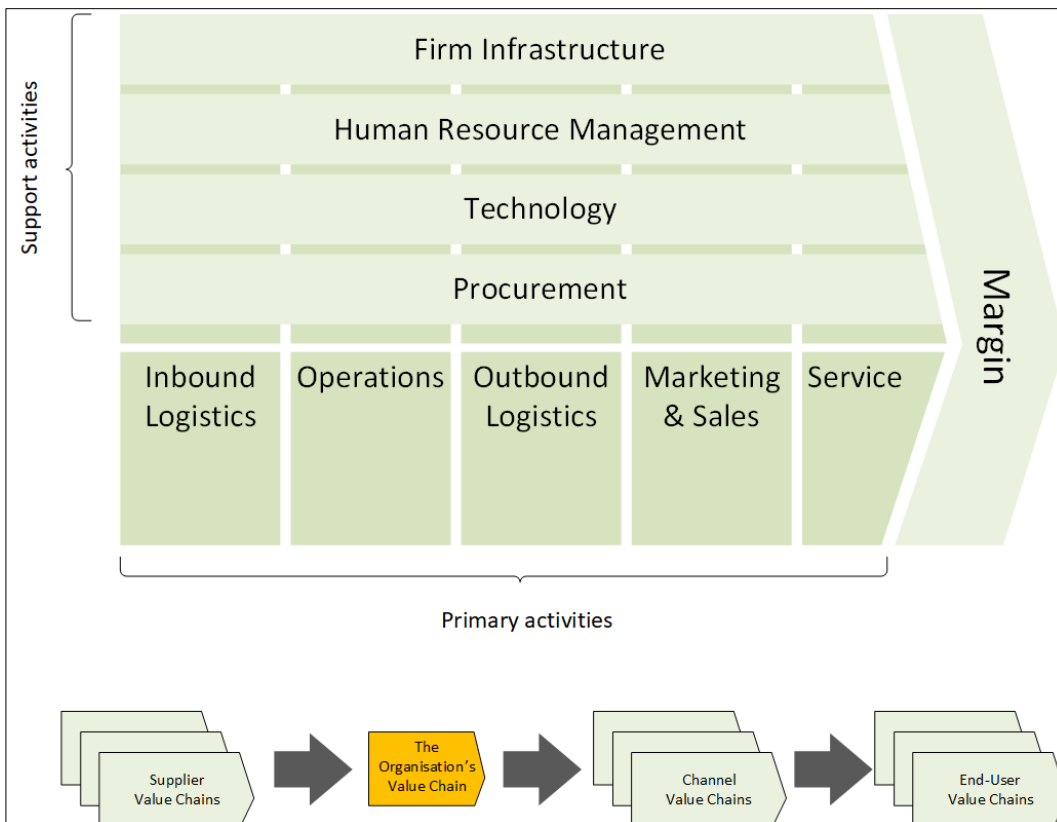 Support activities
Firm Infrastructure
Human Resource Management
Technology
Procurement
Margin
Inbound
Logistics
Operations
Outbound
Logistics
Marketing
& Sales
Service
Primary activities
Supplier
Value Chains
The
Organisation's
Value Chain
Channel
Value Chains
End-User
Value Chains